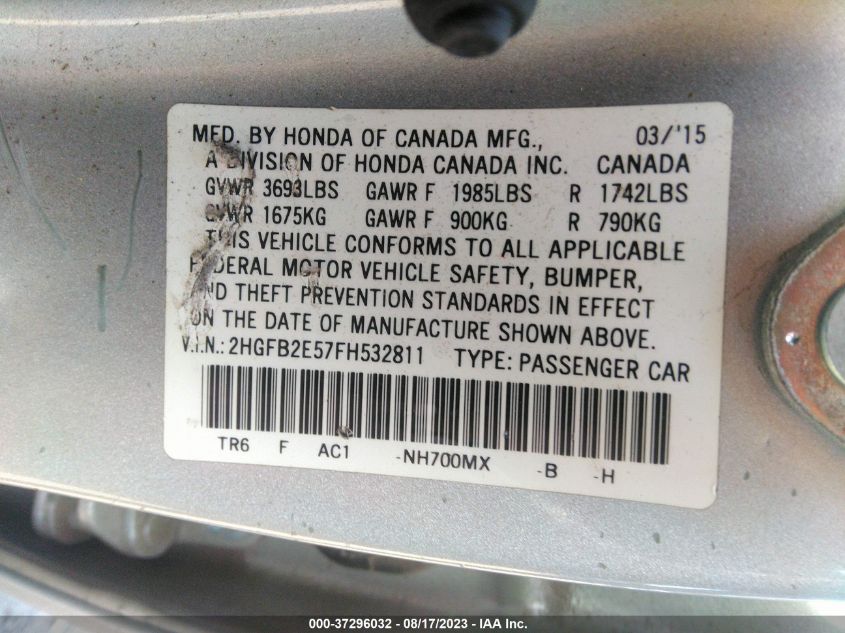 MFD. BY HONDA OF CANADA MFG., 03/'15
A DIVISION OF HONDA CANADA INC. CANADA
GVWR 3693LBS GAWR F 1985LBS R 1742LBS
GVWR 1675KG GAWR F 900KG R 790KG
THIS VEHICLE CONFORMS TO ALL APPLICABLE
FEDERAL MOTOR VEHICLE SAFETY, BUMPER,
AND THEFT PREVENTION STANDARDS IN EFFECT
ON THE DATE OF MANUFACTURE SHOWN ABOVE.
V.I.N.: 2HGFB2E57FH532811 TYPE: PASSENGER CAR
TR6 F AC1 -NH700MX -B -H
000-37296032 - 08/17/2023 - IAA Inc.